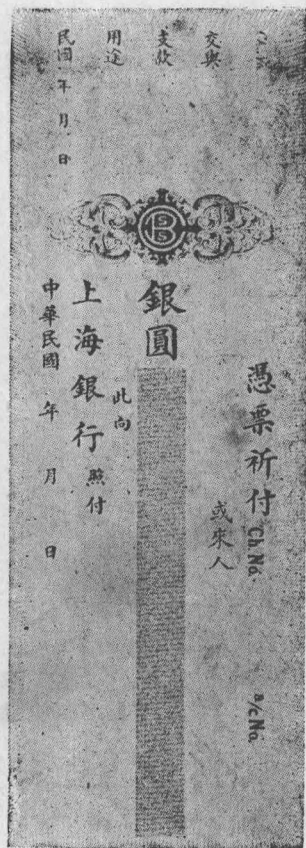 Ch. No.
交與
支款
用途
民國 年 月 日
憑票祈付
Ch. No.
a/c No.
或來人
銀圓
此向
上海銀行 照付
中華民國 年 月 日